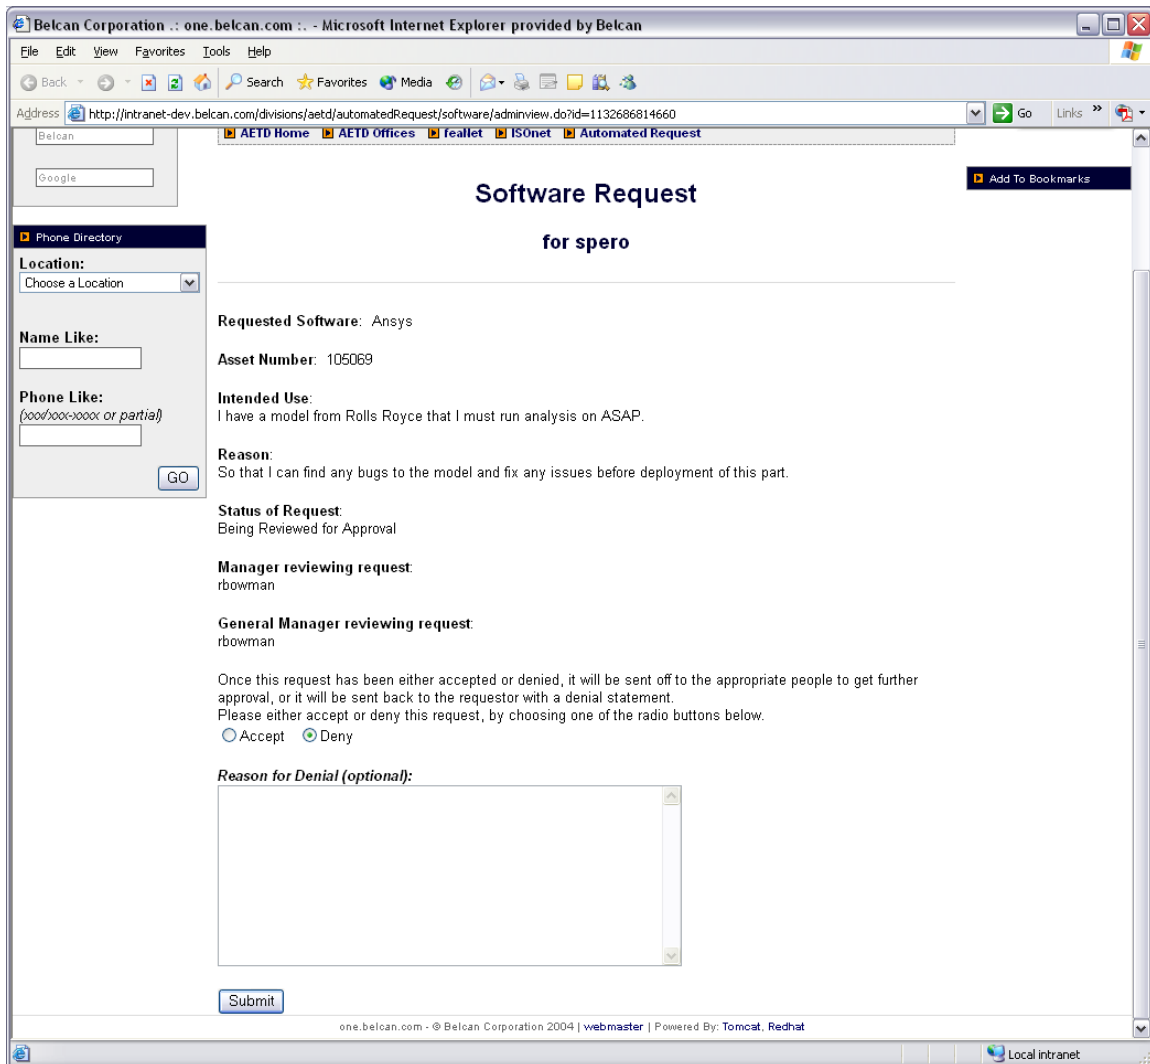 Belcan Corporation .: one.belcan.com :. - Microsoft Internet Explorer provided by Belcan
File Edit View Favorites Tools Help
Back Search Favorites Media
Address http://intranet-dev.belcan.com/divisions/aetd/automatedRequest/software/adminview.do?id=1132686814660 Go Links »
Belcan
Google
AETD Home AETD Offices feaNet ISOnet Automated Request
Add To Bookmarks
Software Request
for spero
Phone Directory
Location:
Choose a Location
Name Like:
Phone Like:
(xxx/xxx-xxxx or partial)
GO
Requested Software: Ansys
Asset Number: 105069
Intended Use:
I have a model from Rolls Royce that I must run analysis on ASAP.
Reason:
So that I can find any bugs to the model and fix any issues before deployment of this part.
Status of Request:
Being Reviewed for Approval
Manager reviewing request:
rbowman
General Manager reviewing request:
rbowman
Once this request has been either accepted or denied, it will be sent off to the appropriate people to get further
approval, or it will be sent back to the requestor with a denial statement.
Please either accept or deny this request, by choosing one of the radio buttons below.
Accept Deny
Reason for Denial (optional):
Submit
one.belcan.com - © Belcan Corporation 2004 | webmaster | Powered By: Tomcat, Redhat
Local intranet